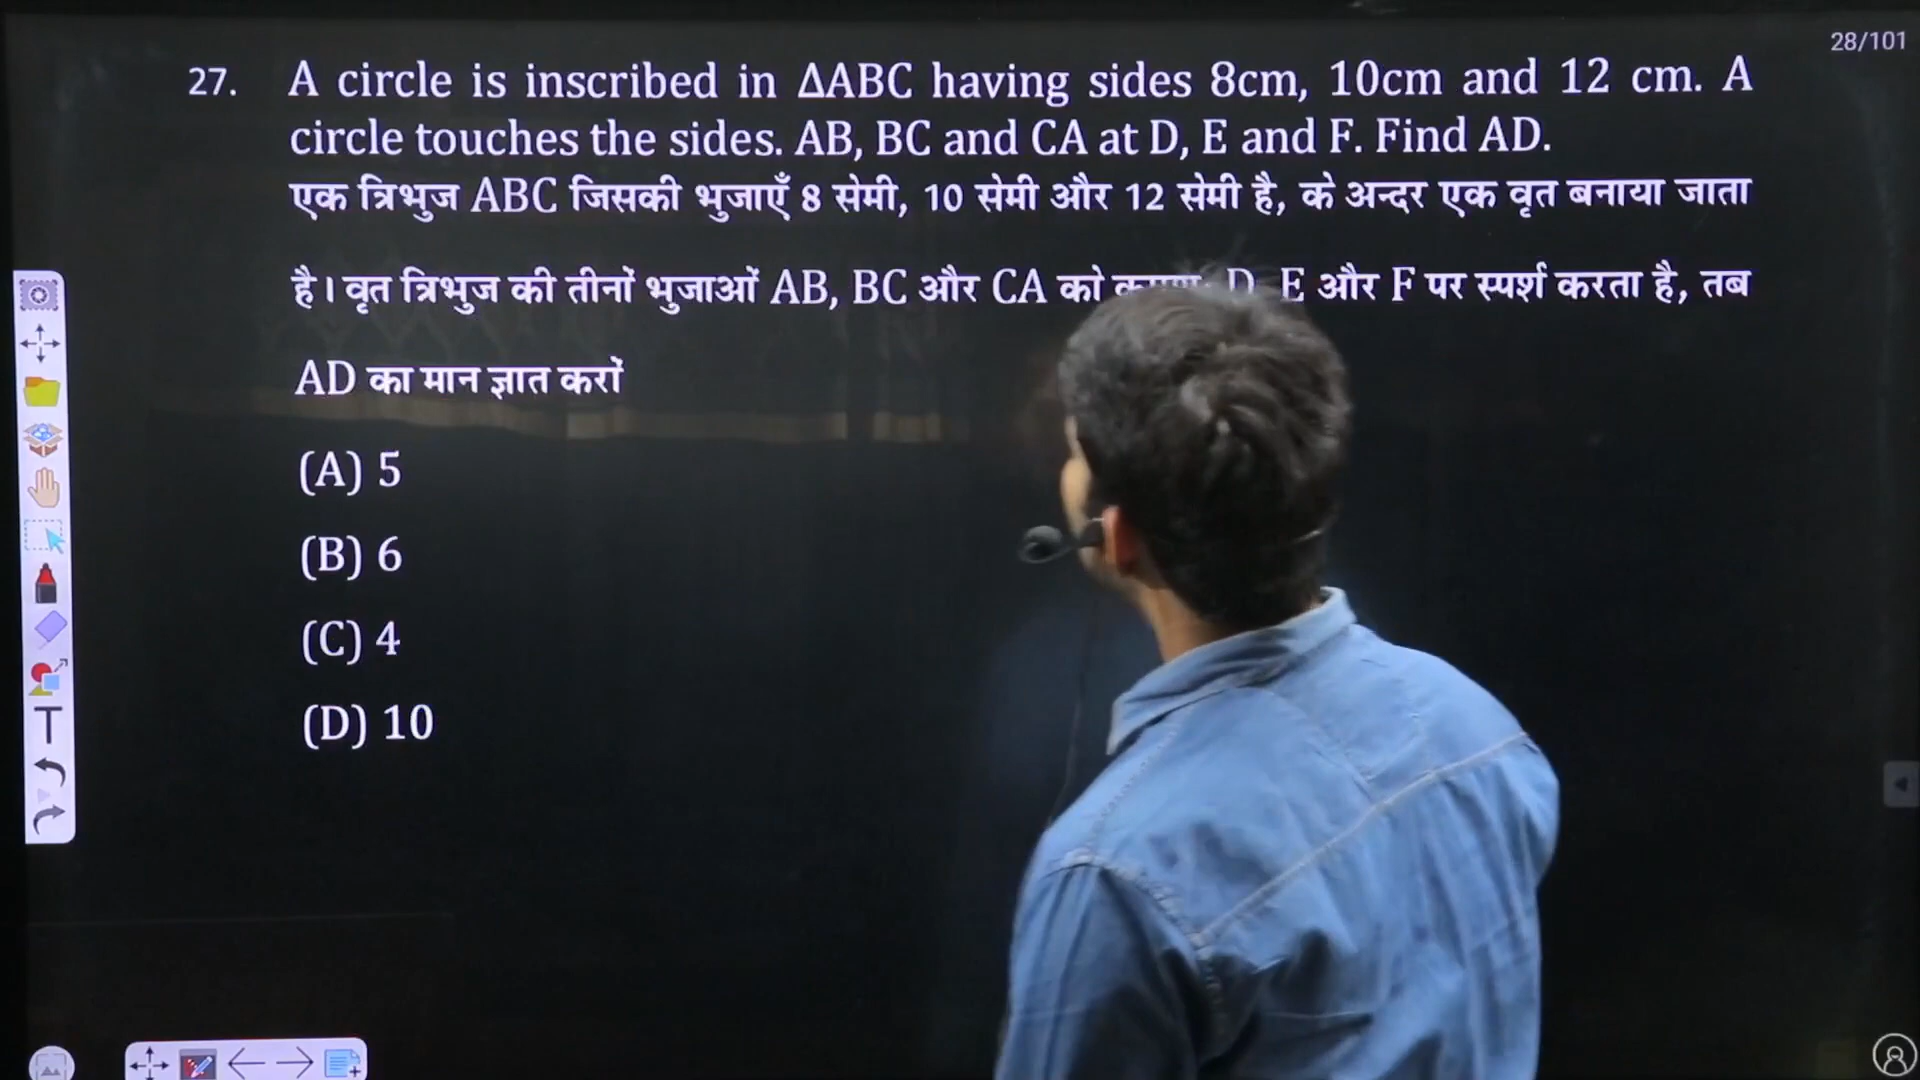 28/101
27. A circle is inscribed in ΔABC having sides 8cm, 10cm and 12 cm. A
circle touches the sides. AB, BC and CA at D, E and F. Find AD.
एक त्रिभुज ABC जिसकी भुजाएँ 8 सेमी, 10 सेमी और 12 सेमी है, के अन्दर एक वृत बनाया जाता
है। वृत त्रिभुज की तीनों भुजाओं AB, BC और CA को D E और F पर स्पर्श करता है, तब
AD का मान ज्ञात करों
(A) 5
(B) 6
(C) 4
(D) 10
T